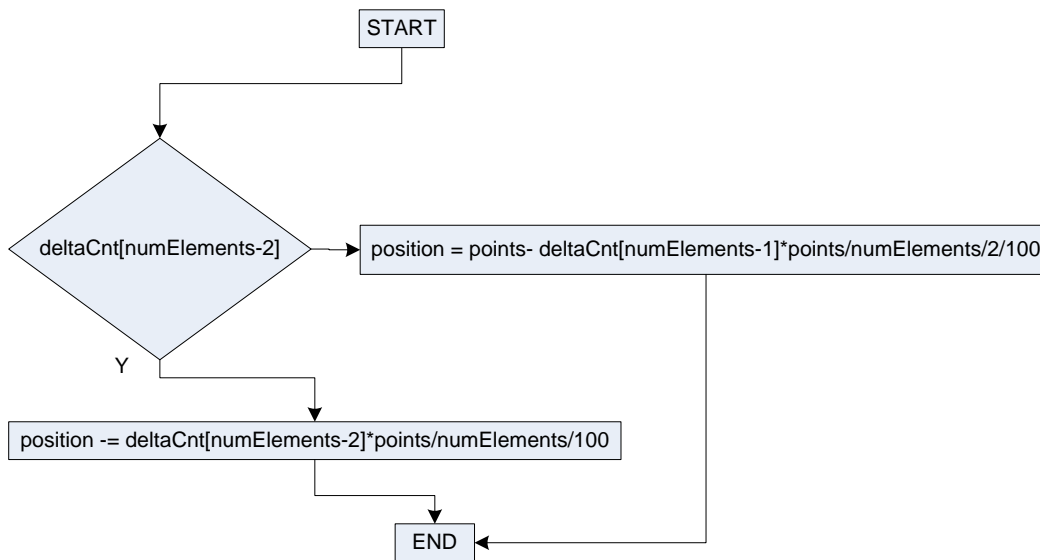 START
deltaCnt[numElements-2]
position = points- deltaCnt[numElements-1]*points/numElements/2/100
Y
position -= deltaCnt[numElements-2]*points/numElements/100
END